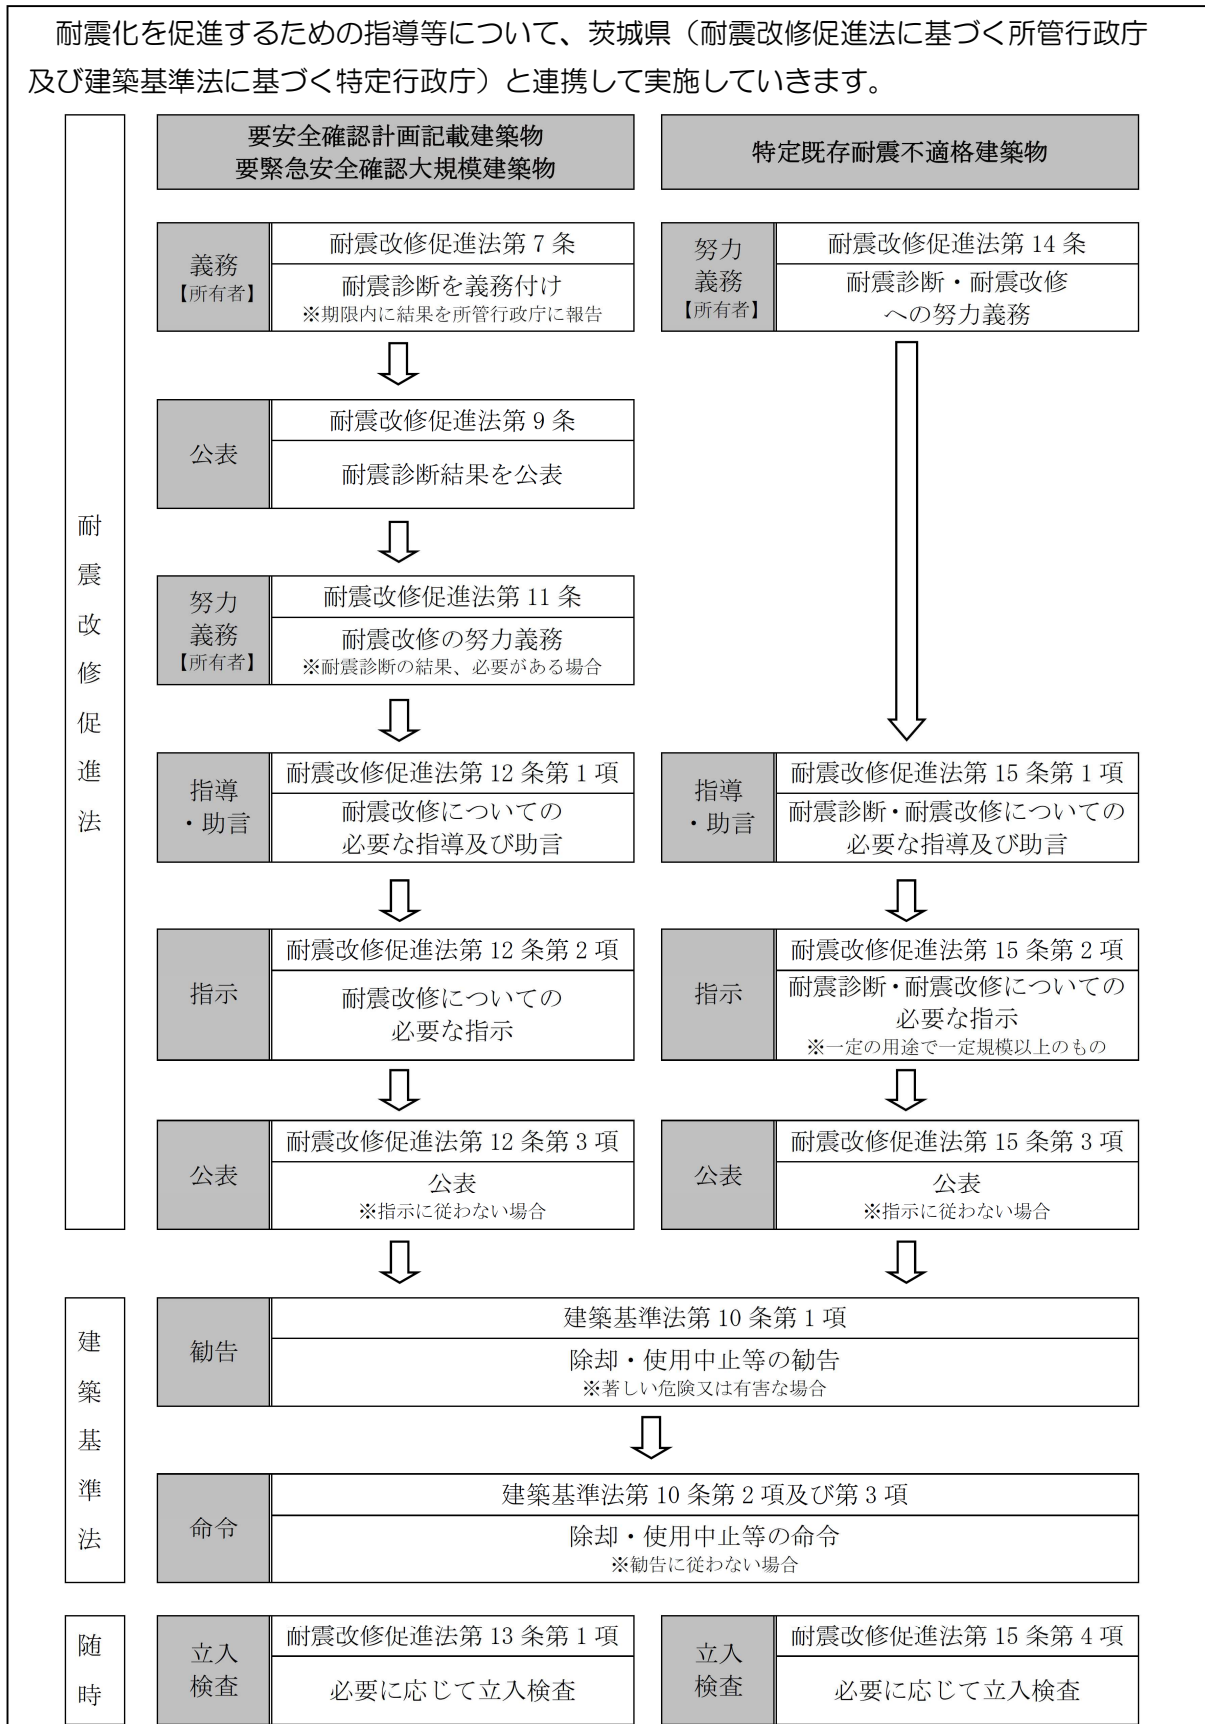 耐震化を促進するための指導等について、茨城県（耐震改修促進法に基づく所管行政庁
及び建築基準法に基づく特定行政庁）と連携して実施していきます。
耐震改修促進法
要安全確認計画記載建築物
要緊急安全確認大規模建築物
特定既存耐震不適格建築物
義務
【所有者】
耐震改修促進法第７条
耐震診断を義務付け
※期限内に結果を所管行政庁に報告
努力
義務
【所有者】
耐震改修促進法第 14 条
耐震診断・耐震改修
への努力義務
公表
耐震改修促進法第９条
耐震診断結果を公表
努力
義務
【所有者】
耐震改修促進法第 11 条
耐震改修の努力義務
※耐震診断の結果、必要がある場合
指導
・助言
耐震改修促進法第 12 条第１項
耐震改修についての
必要な指導及び助言
指導
・助言
耐震改修促進法第 15 条第１項
耐震診断・耐震改修についての
必要な指導及び助言
指示
耐震改修促進法第 12 条第２項
耐震改修についての
必要な指示
指示
耐震改修促進法第 15 条第２項
耐震診断・耐震改修についての
必要な指示
※一定の用途で一定規模以上のもの
公表
耐震改修促進法第 12 条第３項
公表
※指示に従わない場合
公表
耐震改修促進法第 15 条第３項
公表
※指示に従わない場合
建築基準法
勧告
建築基準法第 10 条第１項
除却・使用中止等の勧告
※著しい危険又は有害な場合
命令
建築基準法第 10 条第２項及び第３項
除却・使用中止等の命令
※勧告に従わない場合
随時
立入
検査
耐震改修促進法第 13 条第１項
必要に応じて立入検査
立入
検査
耐震改修促進法第 15 条第４項
必要に応じて立入検査